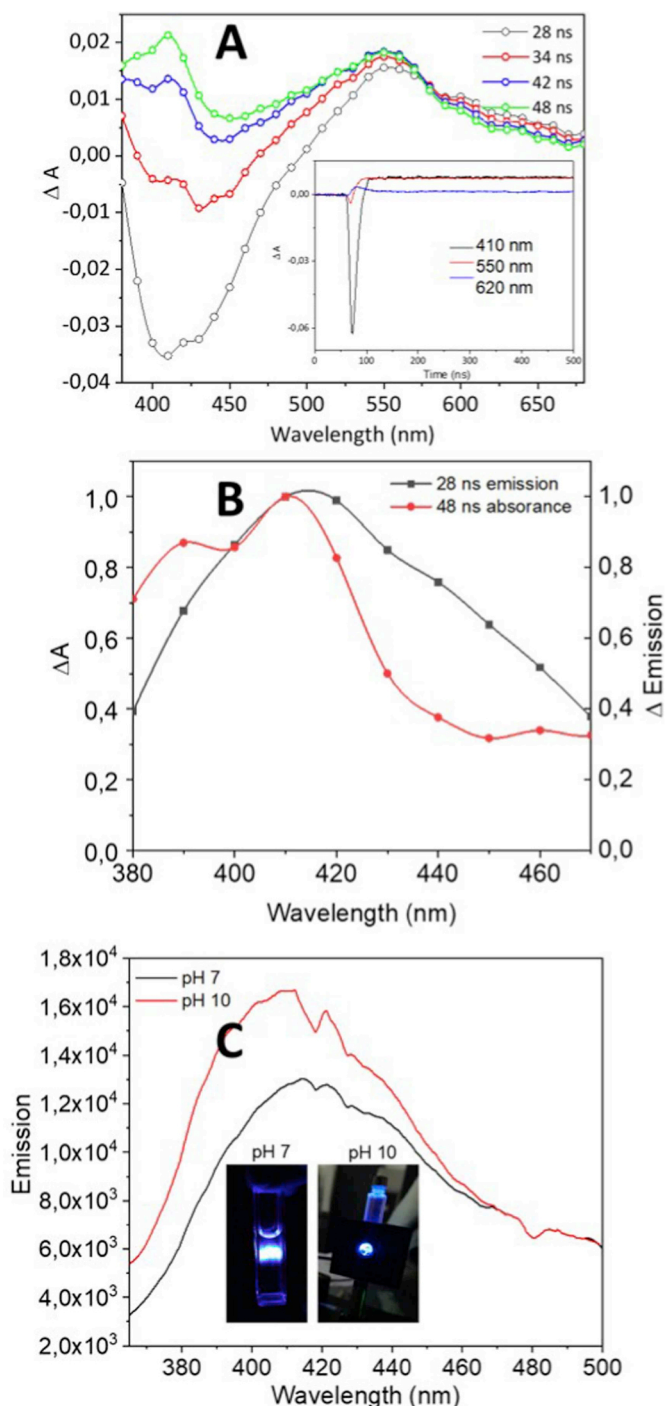 A
28 ns
34 ns
42 ns
48 ns
0,02
0,01
0,00
-0,01
-0,02
-0,03
-0,04
Δ A
0,00
-0,03
-0,06
Δ A
410 nm
550 nm
620 nm
0 100 200 300 400 500
Time (ns)
400 450 500 550 600 650
Wavelength (nm)
B
28 ns emission
48 ns absorance
1,0
0,8
0,6
0,4
0,2
0,0
ΔA
1,0
0,8
0,6
0,4
0,2
0,0
Δ Emission
380 400 420 440 460
Wavelength (nm)
C
pH 7
pH 10
1,8x10⁴
1,6x10⁴
1,4x10⁴
1,2x10⁴
1,0x10⁴
8,0x10³
6,0x10³
4,0x10³
2,0x10³
Emission
pH 7 pH 10
380 400 420 440 460 480 500
Wavelength (nm)